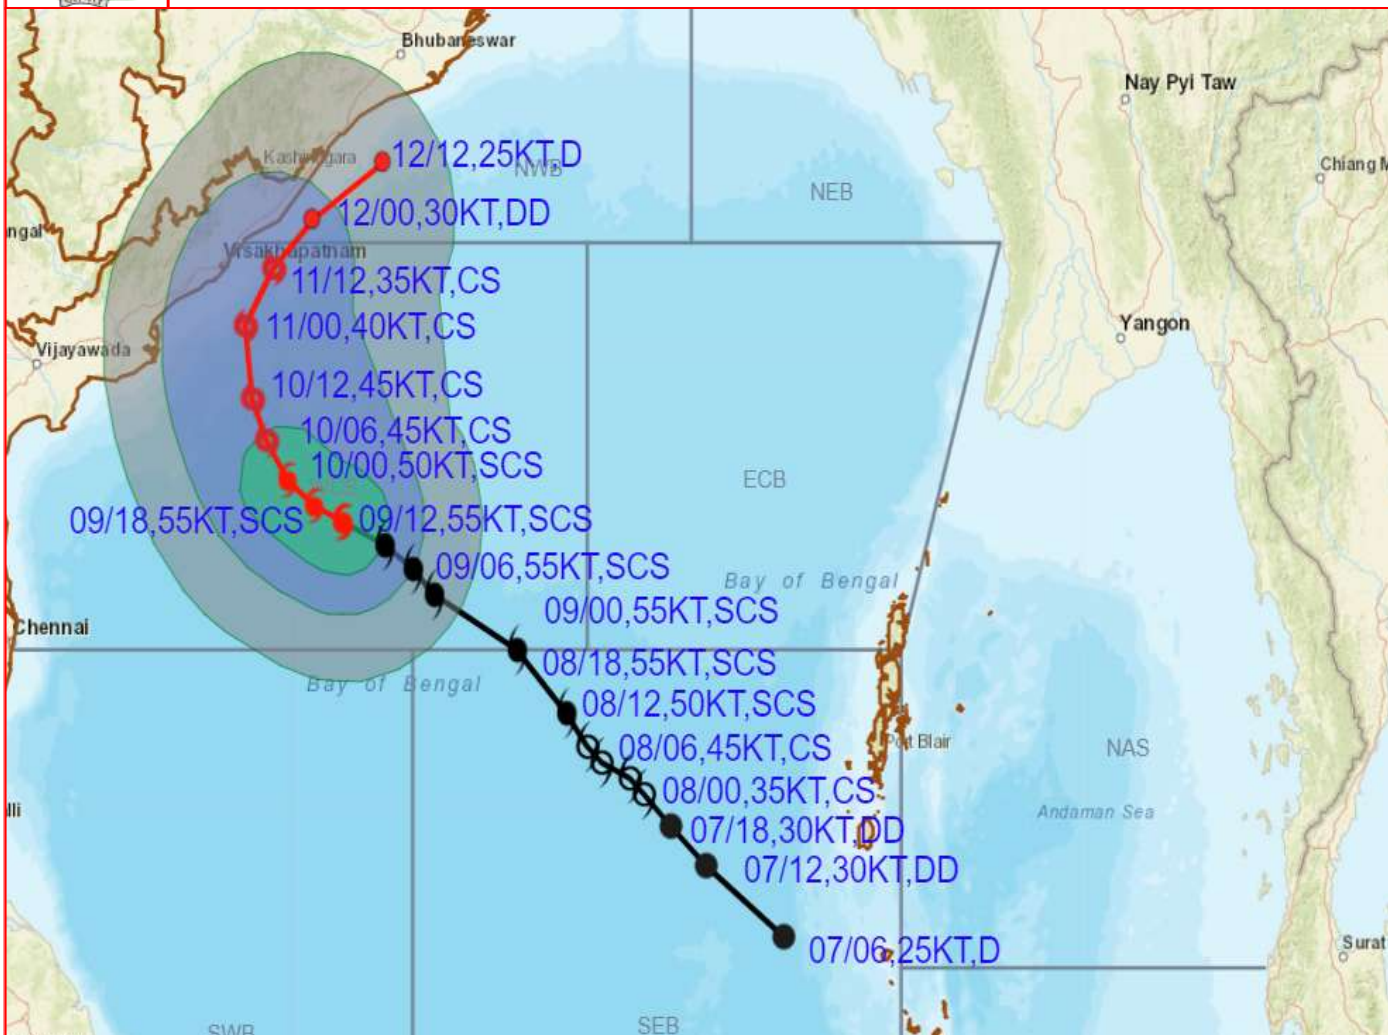 Bhubaneswar
Nay Pyi Taw
12/12,25KT,D
NWB
Chiang M
NEB
12/00,30KT,DD
ngal
Visakhapatnam
11/12,35KT,CS
11/00,40KT,CS
Yangon
Vijayawada
10/12,45KT,CS
10/06,45KT,CS
10/00,50KT,SCS
ECB
09/18,55KT,SCS
09/12,55KT,SCS
09/06,55KT,SCS
Bay of Bengal
09/00,55KT,SCS
Chennai
08/18,55KT,SCS
Bay of Bengal
08/12,50KT,SCS
08/06,45KT,CS
Port Blair
NAS
08/00,35KT,CS
lli
Andaman Sea
07/18,30KT,DD
07/12,30KT,DD
07/06,25KT,D
Surat
SWB
SEB